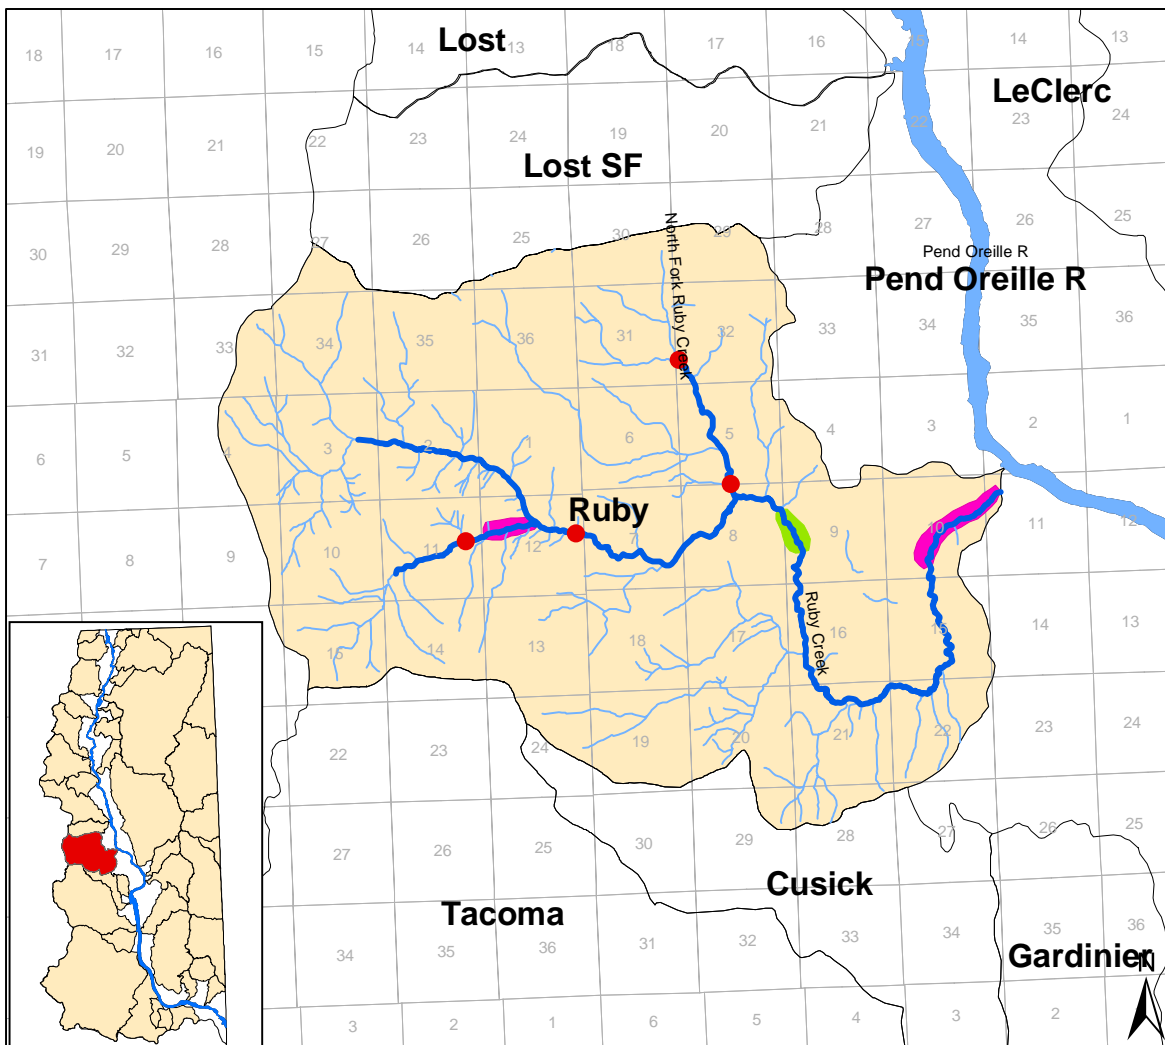 Lost
18 17 16 15 14 13 18 17 16 15 14 13
LeClerc
19 20 21 22 23 24 19 20 21 22 23 24
Lost SF
30 29 28 27 26 25 30 29 28 27 26 25
Pend Oreille R
Pend Oreille R
North Fork Ruby Creek
31 32 33 34 35 36 31 32 33 34 35 36
6 5 4 3 2 1 6 5 4 3 2 1
Ruby
7 8 9 10 11 12 7 8 9 10 11 12
Ruby Creek
15 14 13 18 17 16 15 14 13
22 23 24 19 20 21 22 23 24
27 26 25 30 29 28 27 26 25
Cusick
Tacoma
34 35 36 31 32 33 34 35 36
Gardinier
N
3 2 1 6 5 4 3 2